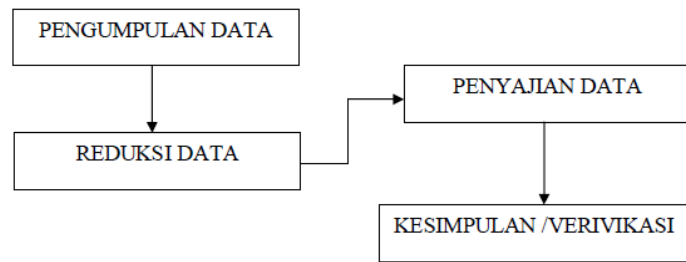 PENGUMPULAN DATA
REDUKSI DATA
PENYAJIAN DATA
KESIMPULAN /VERIVIKASI